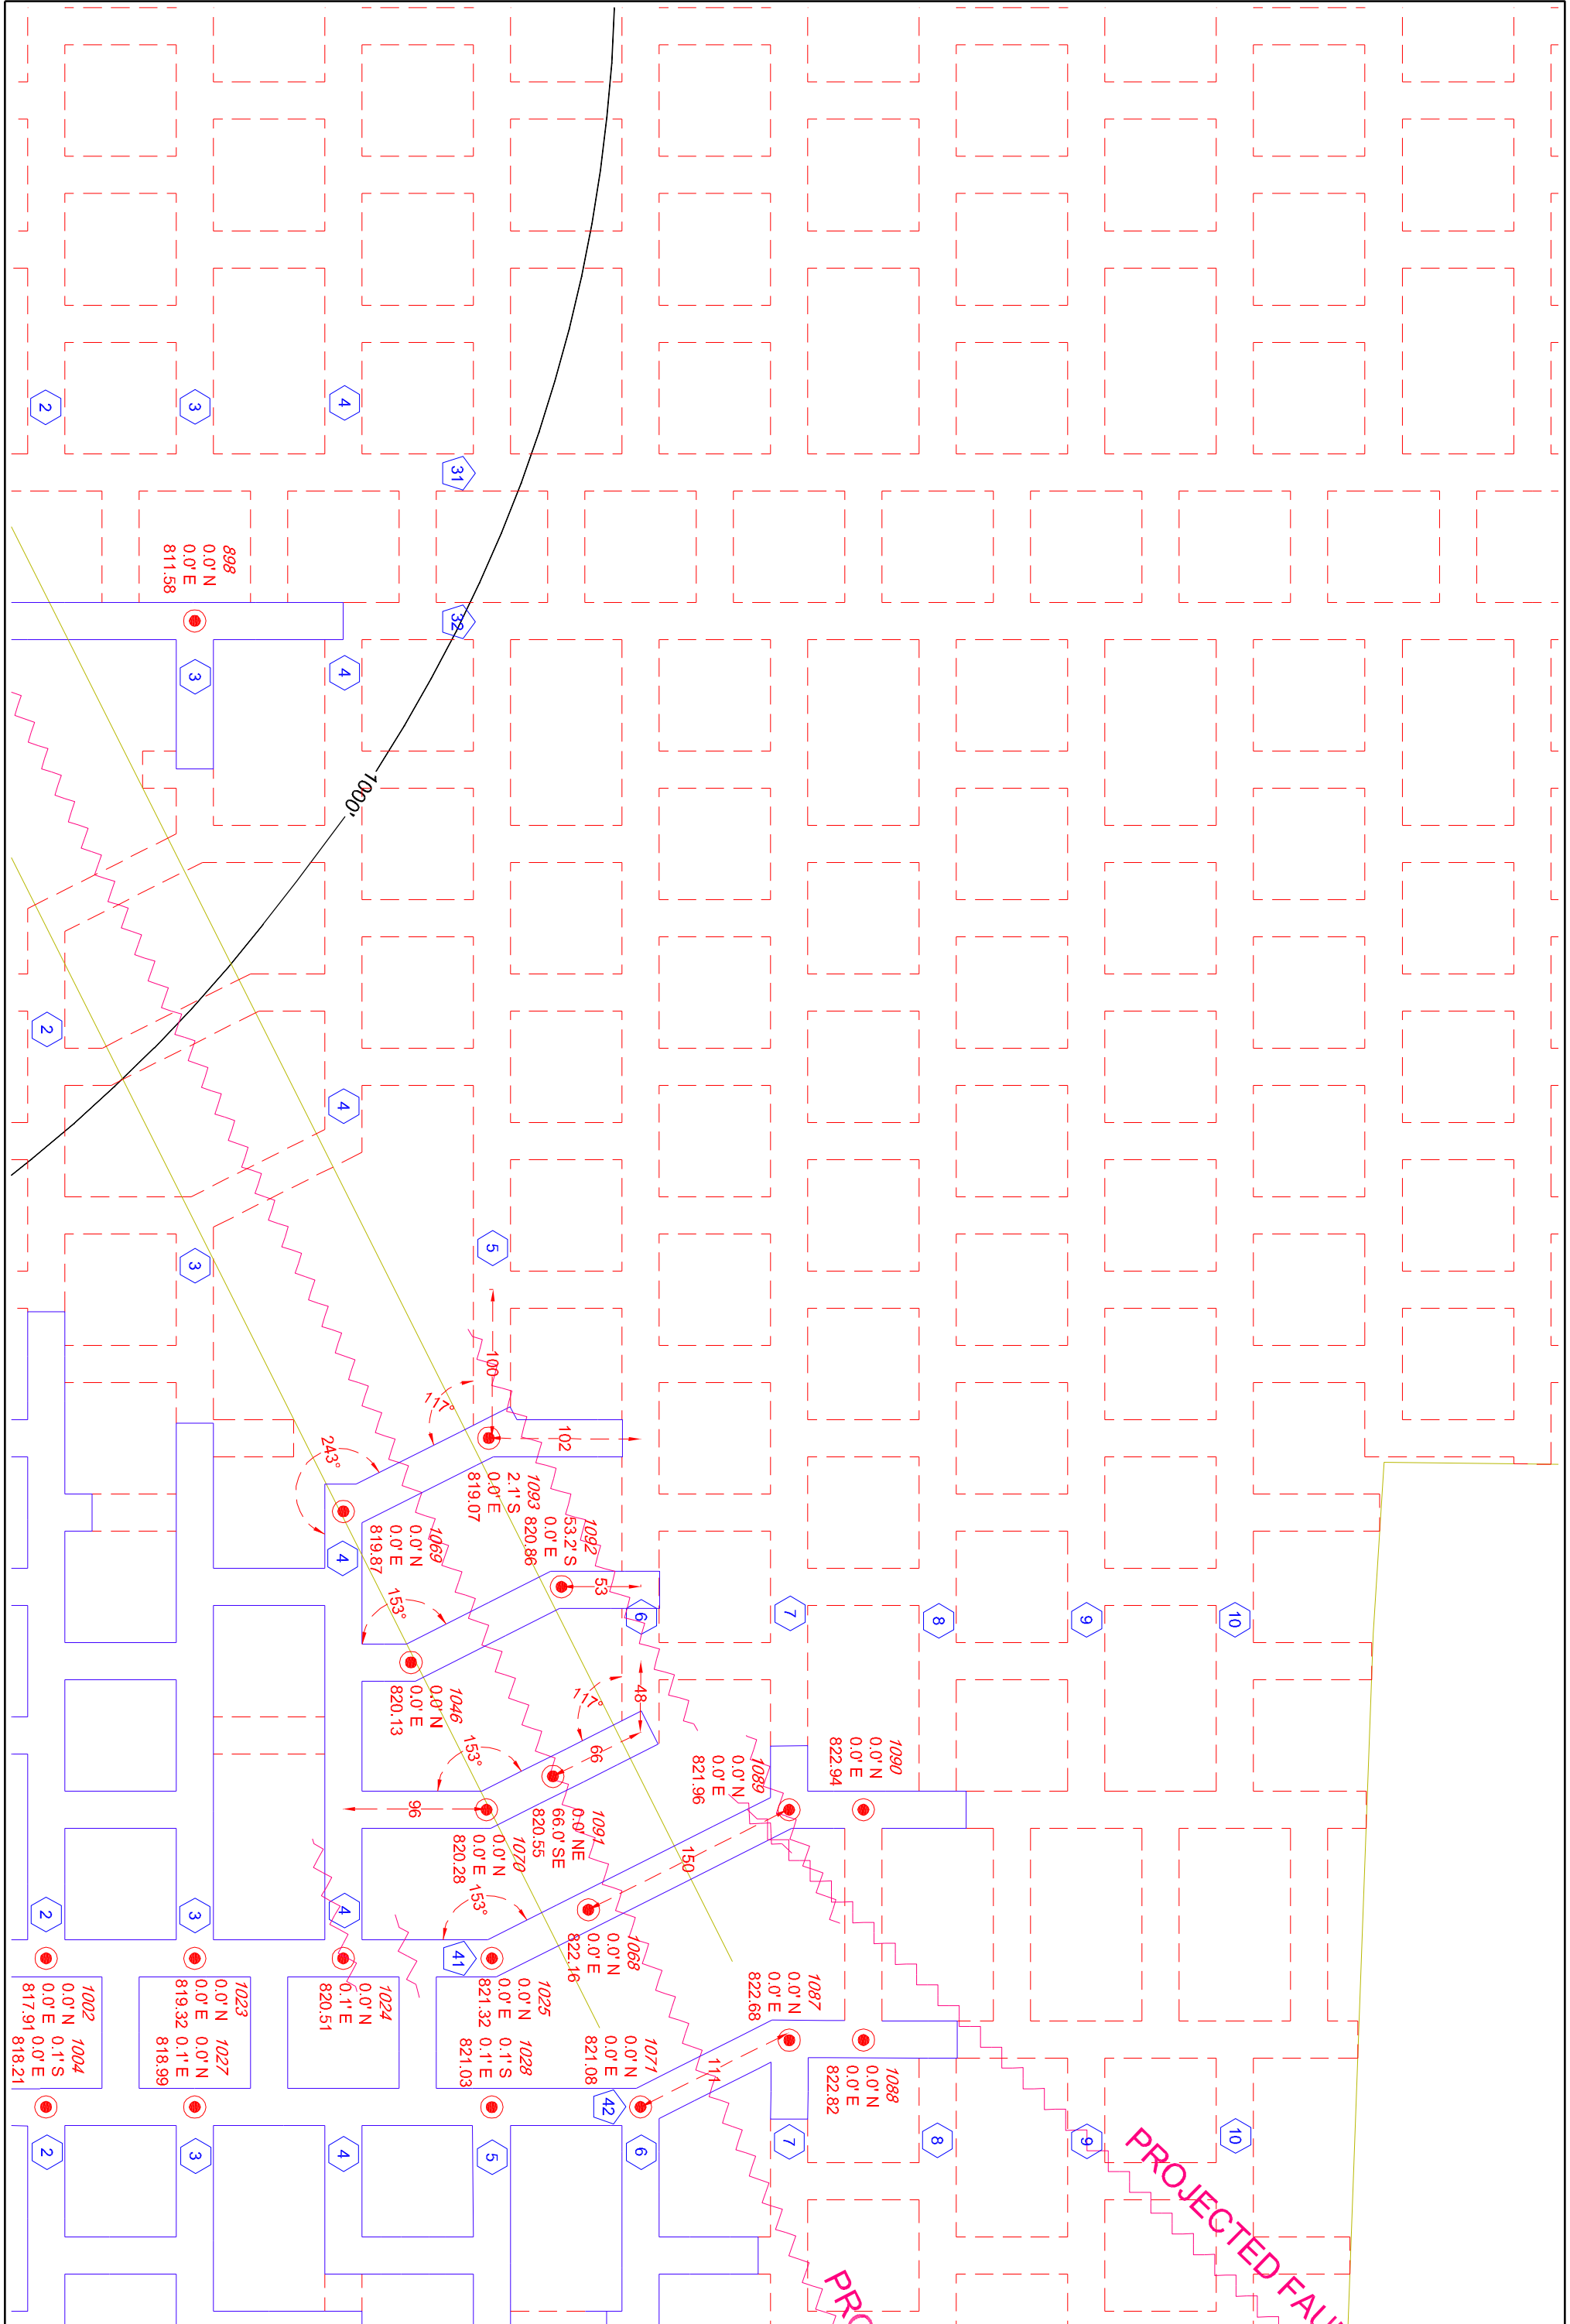 2
3
4
31
32
898
0.0' N
0.0' E
811.58
3
4
1000'
2
4
3
5
100
117°
102
243°
1093
2.1' S
0.0' E
819.07
1092
53.2' S
0.0' E
820.86
1069
0.0' N
0.0' E
819.87
4
53
153°
6
7
8
9
10
1046
0.0' N
0.0' E
820.13
48
117°
66
153°
96
1089
0.0' N
0.0' E
821.96
1090
0.0' N
0.0' E
822.94
1091
0.0' NE
66.0' SE
820.55
1070
0.0' N
0.0' E
820.28
150
153°
2
3
4
41
1068
0.0' N
0.0' E
822.16
1002
0.0' N
0.0' E
817.91
1004
0.1' S
0.0' E
818.21
1023
0.0' N
0.0' E
819.32
1027
0.0' N
0.1' E
818.99
1024
0.0' N
0.1' E
820.51
1025
0.0' N
0.0' E
821.32
1028
0.1' S
0.1' E
821.03
1071
0.0' N
0.0' E
821.08
1087
0.0' N
0.0' E
822.68
1088
0.0' N
0.0' E
822.82
111
42
2
3
4
5
6
7
8
9
10
PROJECTED FAU
PRO